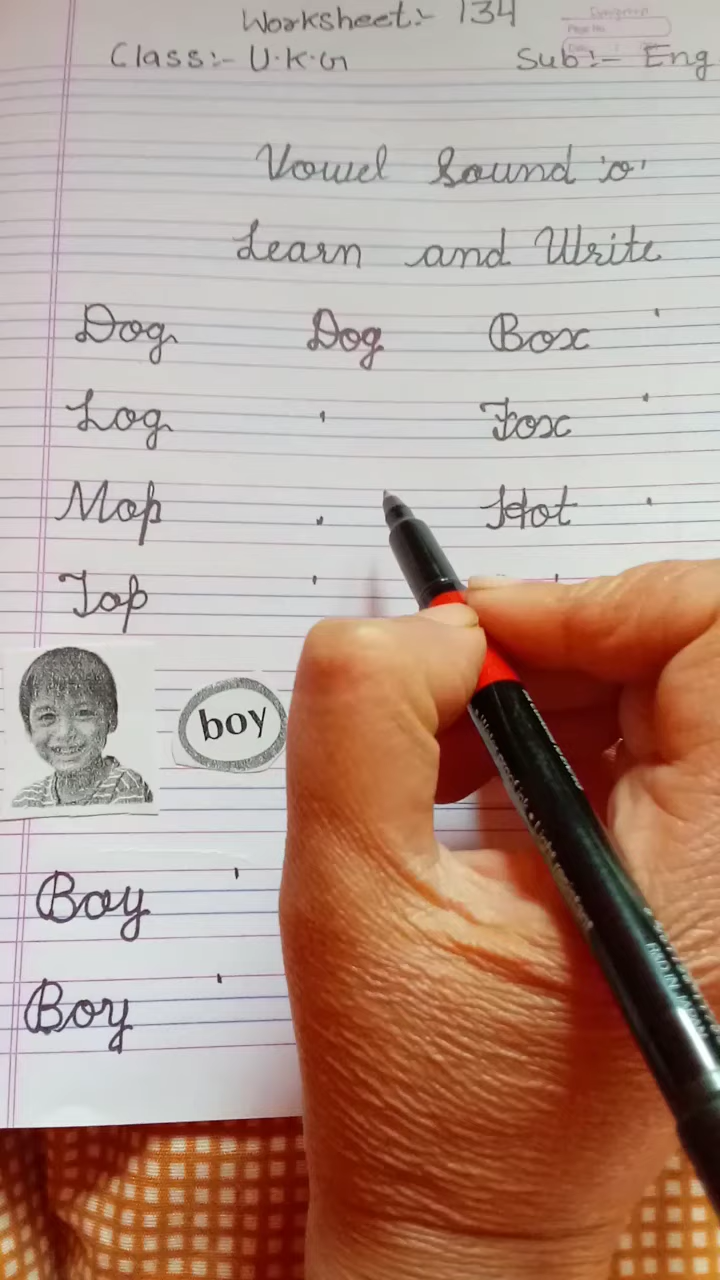 Worksheet:- 134
Class:- U.K.G Sub:- Eng
Vowel Sound 'o'
Learn and Write
Dog Dog Box
Log Fox
Mop Hot
Top
boy
Boy
Boy